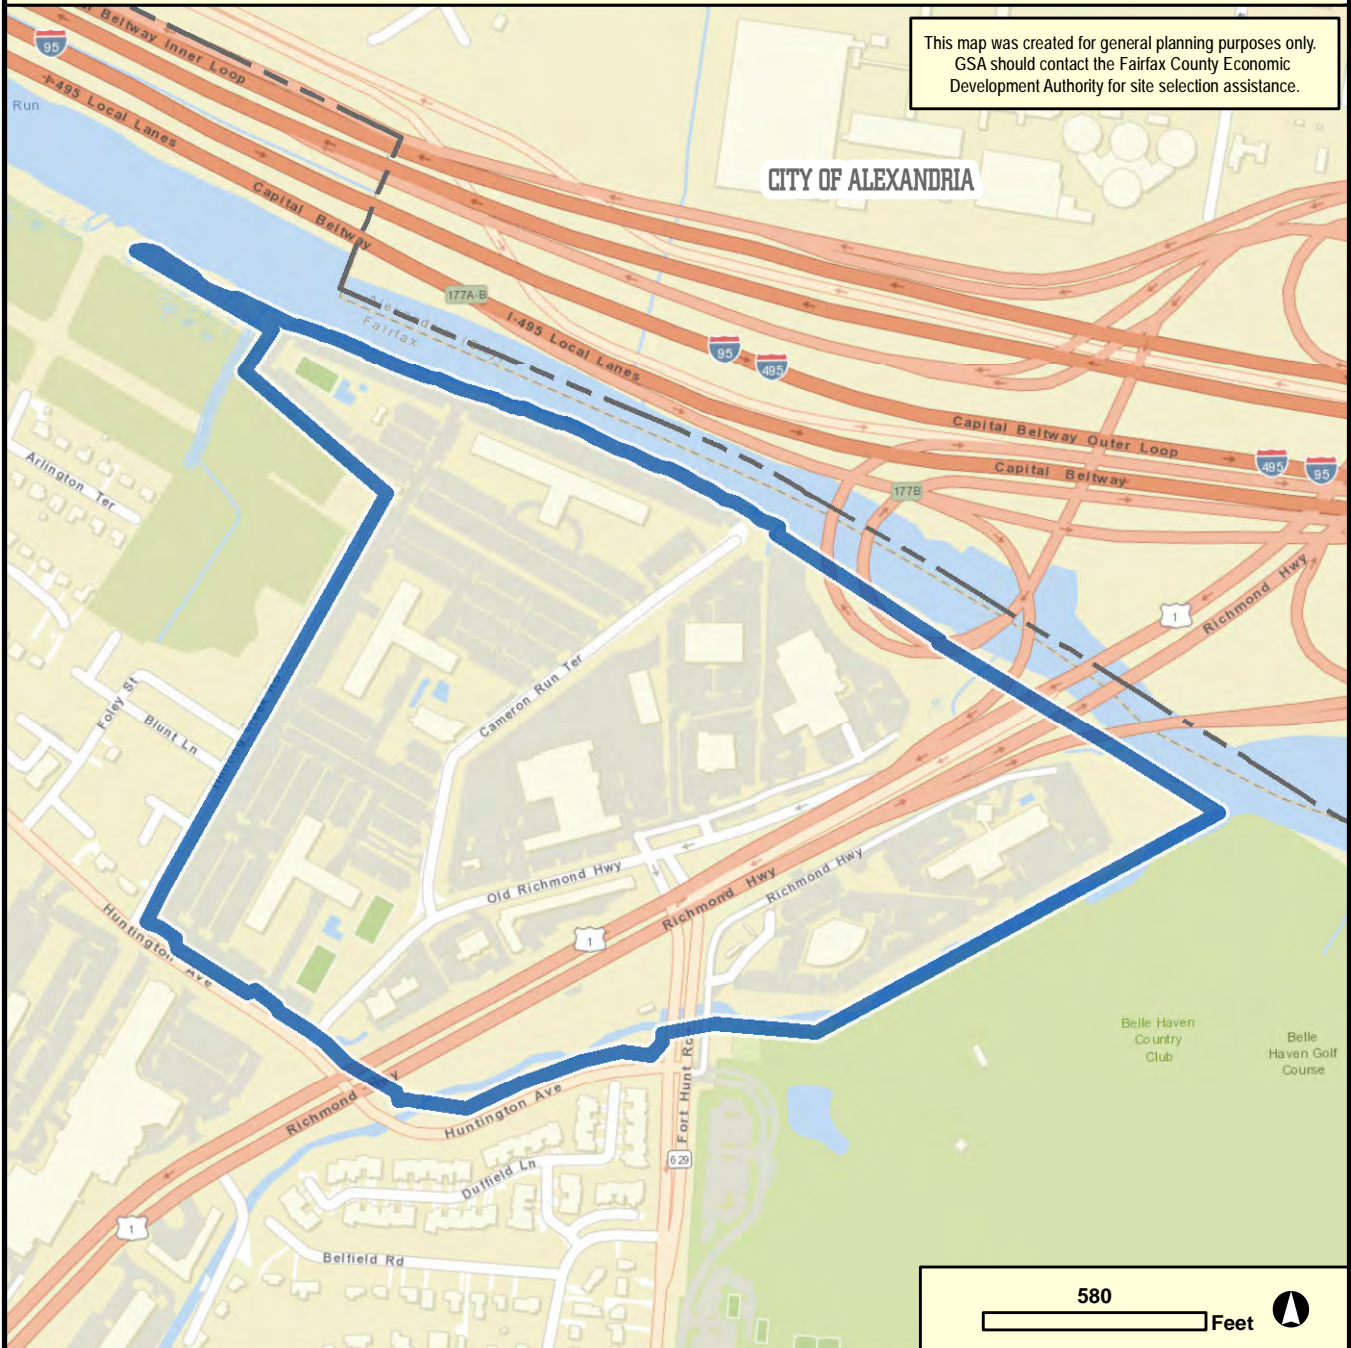 This map was created for general planning purposes only.
GSA should contact the Fairfax County Economic
Development Authority for site selection assistance.
Beltway Inner Loop
95
I-495 Local Lanes
Run
CITY OF ALEXANDRIA
Capital Beltway
177A-B
Fairfax
I-495 Local Lanes
95
495
Capital Beltway Outer Loop
495
95
Capital Beltway
177B
Arlington Ter
Richmond Hwy
1
Foley St
Blunt Ln
Cameron Run Ter
Old Richmond Hwy
Richmond Hwy
Richmond Hwy
1
Huntington Ave
Belle Haven
Country
Club
Belle
Haven Golf
Course
Richmond
Huntington Ave
Fort Hunt Rd
629
Duffield Ln
1
Belfield Rd
580
Feet